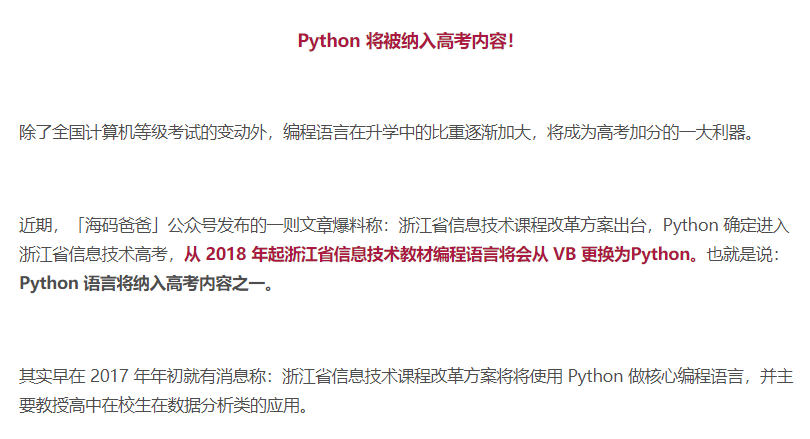 Python 将被纳入高考内容！
除了全国计算机等级考试的变动外，编程语言在升学中的比重逐渐加大，将成为高考加分的一大利器。
近期，「海码爸爸」公众号发布的一则文章爆料称：浙江省信息技术课程改革方案出台，Python 确定进入
浙江省信息技术高考，从 2018 年起浙江省信息技术教材编程语言将会从 VB 更换为Python。也就是说：
Python 语言将纳入高考内容之一。
其实早在 2017 年年初就有消息称：浙江省信息技术课程改革方案将将使用 Python 做核心编程语言，并主
要教授高中在校生在数据分析类的应用。